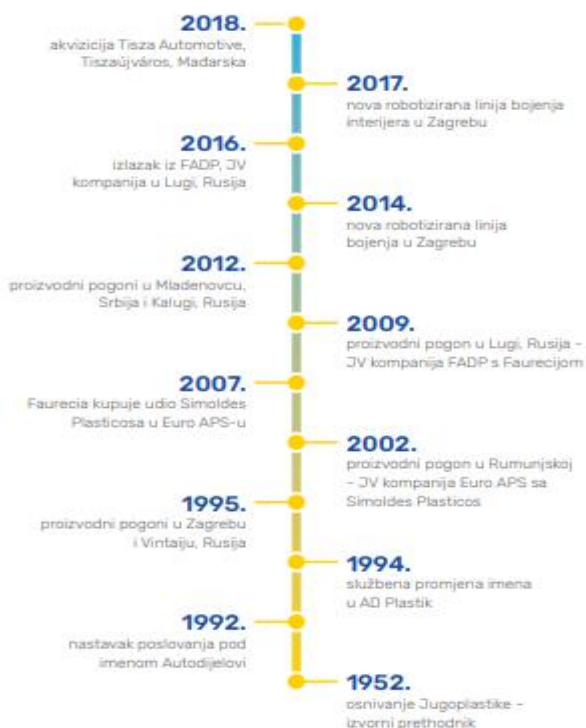 2018.
akvizicija Tisza Automotive,
Tiszaújváros, Mađarska
2017.
nova robotizirana linija bojenja
interijera u Zagrebu
2016.
izlazak iz FADP, JV
kompanija u Lugi, Rusija
2014.
nova robotizirana linija
bojenja u Zagrebu
2012.
proizvodni pogoni u Mladenovcu,
Srbija i Kalugi, Rusija
2009.
proizvodni pogon u Lugi, Rusija -
JV kompanija FADP s Faurecijom
2007.
Faurecia kupuje udio Simoldes
Plasticosa u Euro APS-u
2002.
proizvodni pogon u Rumunjskoj
- JV kompanija Euro APS sa
Simoldes Plasticos
1995.
proizvodni pogoni u Zagrebu
i Vintaiju, Rusija
1994.
službena promjena imena
u AD Plastik
1992.
nastavak poslovanja pod
imenom Autodijelovi
1952.
osnivanje Jugoplastike -
izvorni prethodnik